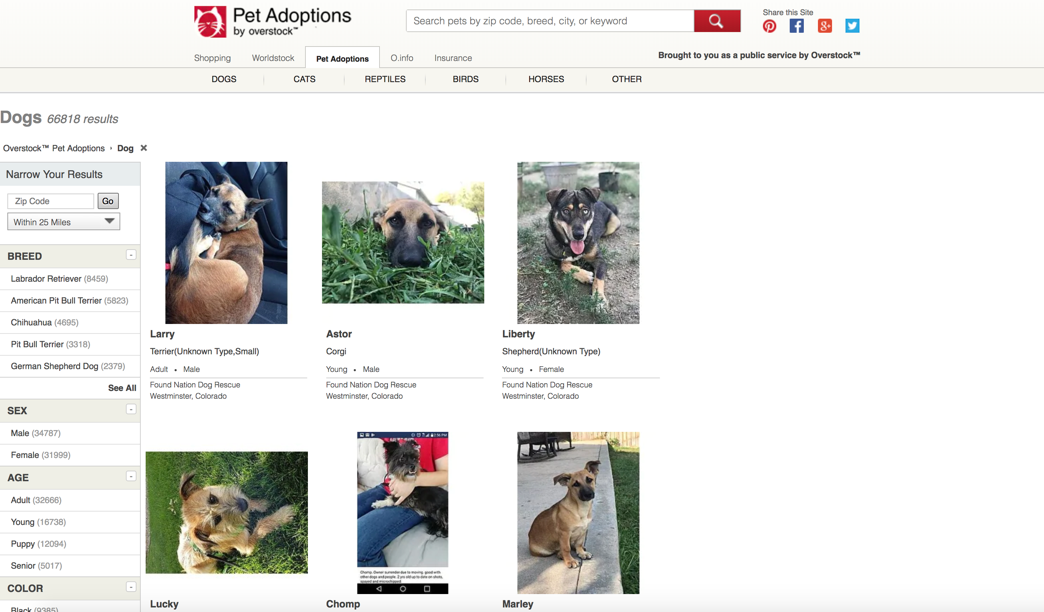 Pet Adoptions
by overstock™
Search pets by zip code, breed, city, or keyword
Share this Site
Shopping Worldstock Pet Adoptions O.info Insurance
Brought to you as a public service by Overstock™
DOGS CATS REPTILES BIRDS HORSES OTHER
Dogs 66818 results
Overstock™ Pet Adoptions › Dog ✖
Narrow Your Results
Zip Code Go
Within 25 Miles
BREED -
Labrador Retriever (8459)
American Pit Bull Terrier (5823)
Chihuahua (4695)
Pit Bull Terrier (3318)
German Shepherd Dog (2379)
See All
SEX -
Male (34787)
Female (31999)
AGE -
Adult (32666)
Young (16738)
Puppy (12094)
Senior (5017)
COLOR -
Black (9385)
Larry
Terrier(Unknown Type,Small)
Adult • Male
Found Nation Dog Rescue
Westminster, Colorado
Astor
Corgi
Young • Male
Found Nation Dog Rescue
Westminster, Colorado
Liberty
Shepherd(Unknown Type)
Young • Female
Found Nation Dog Rescue
Westminster, Colorado
Lucky
Chomp
Marley